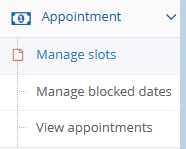 Appointment
Manage slots
Manage blocked dates
View appointments